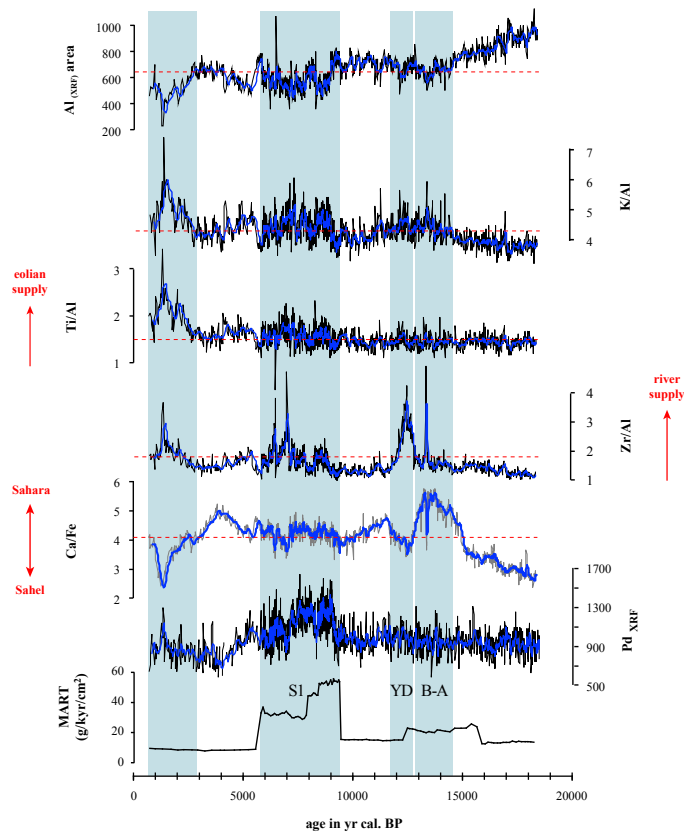 1000
800
600
400
200
Al (XRF) area
7
6
5
4
K/Al
eolian
supply
3
2
1
Ti/Al
river
supply
4
3
2
1
Zr/Al
Sahara
Sahel
6
5
4
3
2
Ca/Fe
1700
1300
900
500
Pd XRF
60
40
20
0
MART
(g/kyr/cm²)
S1 YD B-A
0 5000 10000 15000 20000
age in yr cal. BP